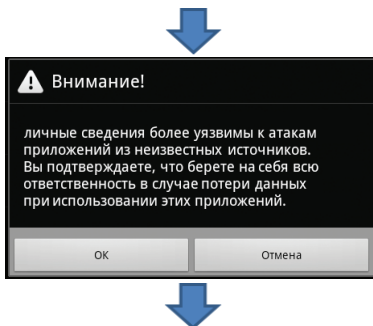 Внимание!
личные сведения более уязвимы к атакам
приложений из неизвестных источников.
Вы подтверждаете, что берете на себя всю
ответственность в случае потери данных
при использовании этих приложений.
ОК
Отмена